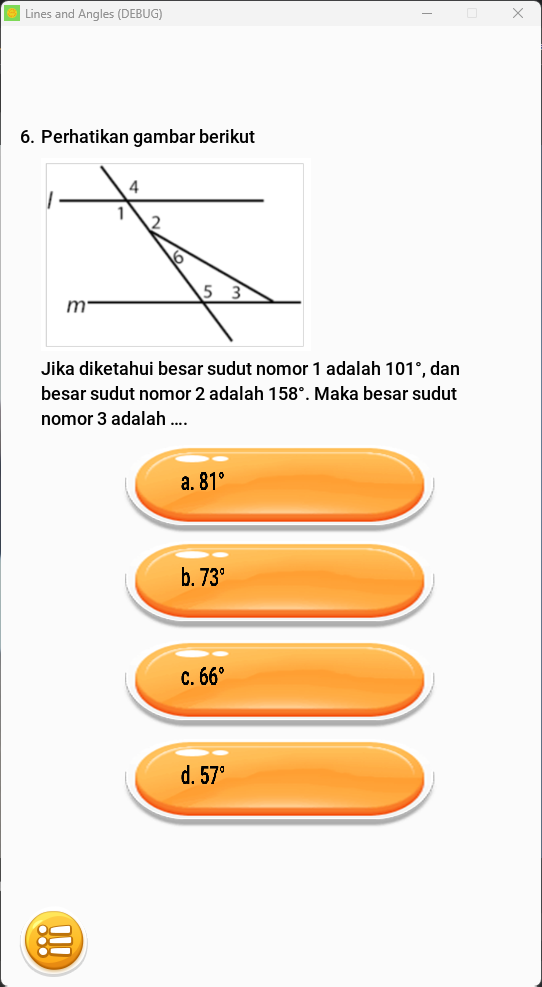 Lines and Angles (DEBUG)
6. Perhatikan gambar berikut
4
l
1
2
6
5 3
m
Jika diketahui besar sudut nomor 1 adalah 101°, dan
besar sudut nomor 2 adalah 158°. Maka besar sudut
nomor 3 adalah ....
a. 81°
b. 73°
c. 66°
d. 57°